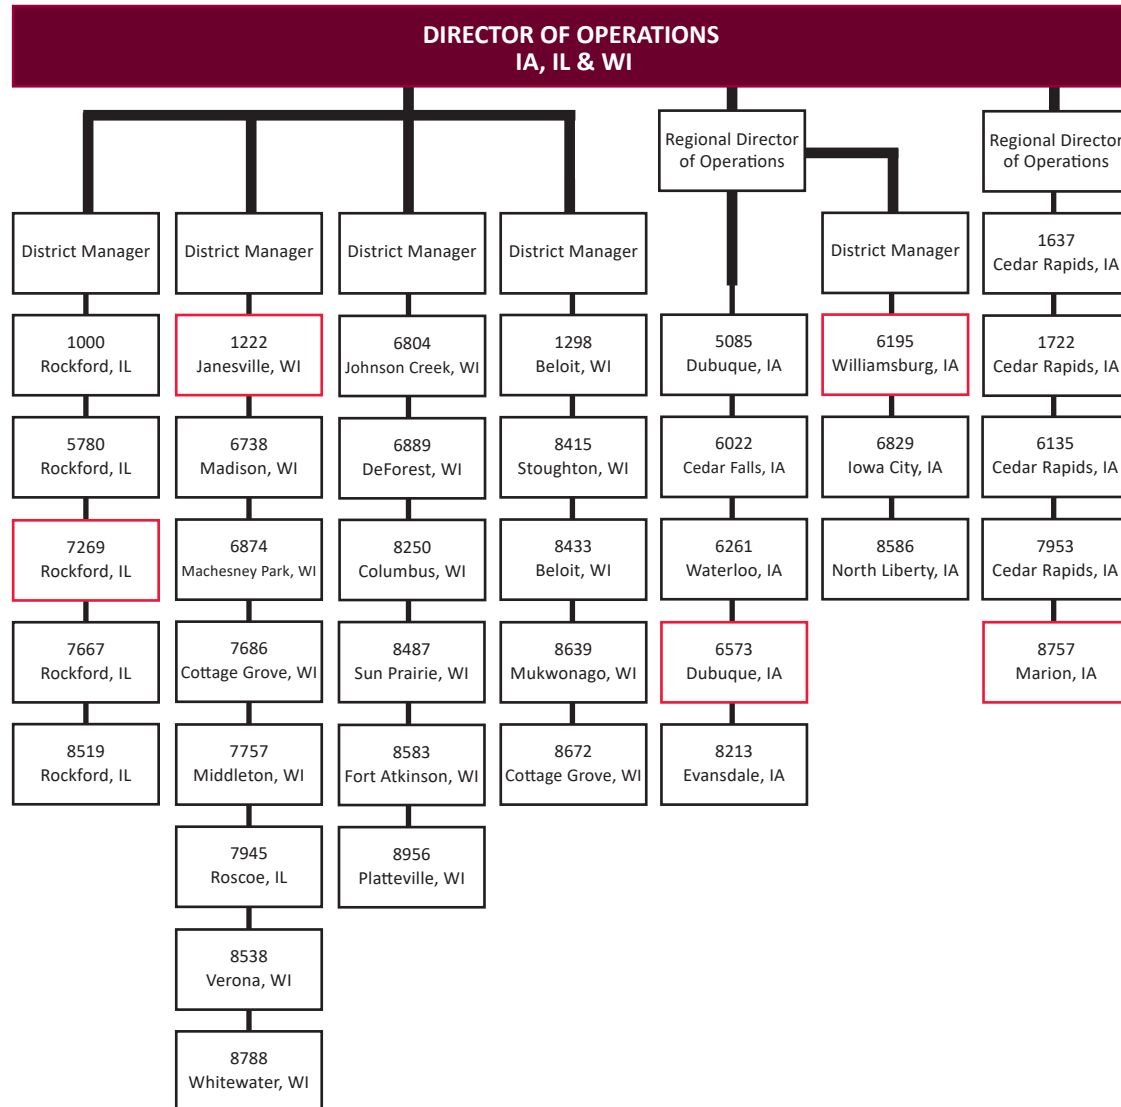 DIRECTOR OF OPERATIONS
IA, IL & WI
District Manager
1000
Rockford, IL
5780
Rockford, IL
7269
Rockford, IL
7667
Rockford, IL
8519
Rockford, IL
District Manager
1222
Janesville, WI
6738
Madison, WI
6874
Machesney Park, WI
7686
Cottage Grove, WI
7757
Middleton, WI
7945
Roscoe, IL
8538
Verona, WI
8788
Whitewater, WI
District Manager
6804
Johnson Creek, WI
6889
DeForest, WI
8250
Columbus, WI
8487
Sun Prairie, WI
8583
Fort Atkinson, WI
8956
Platteville, WI
District Manager
1298
Beloit, WI
8415
Stoughton, WI
8433
Beloit, WI
8639
Mukwonago, WI
8672
Cottage Grove, WI
Regional Director
of Operations
5085
Dubuque, IA
6022
Cedar Falls, IA
6261
Waterloo, IA
6573
Dubuque, IA
8213
Evansdale, IA
District Manager
6195
Williamsburg, IA
6829
Iowa City, IA
8586
North Liberty, IA
Regional Director
of Operations
1637
Cedar Rapids, IA
1722
Cedar Rapids, IA
6135
Cedar Rapids, IA
7953
Cedar Rapids, IA
8757
Marion, IA